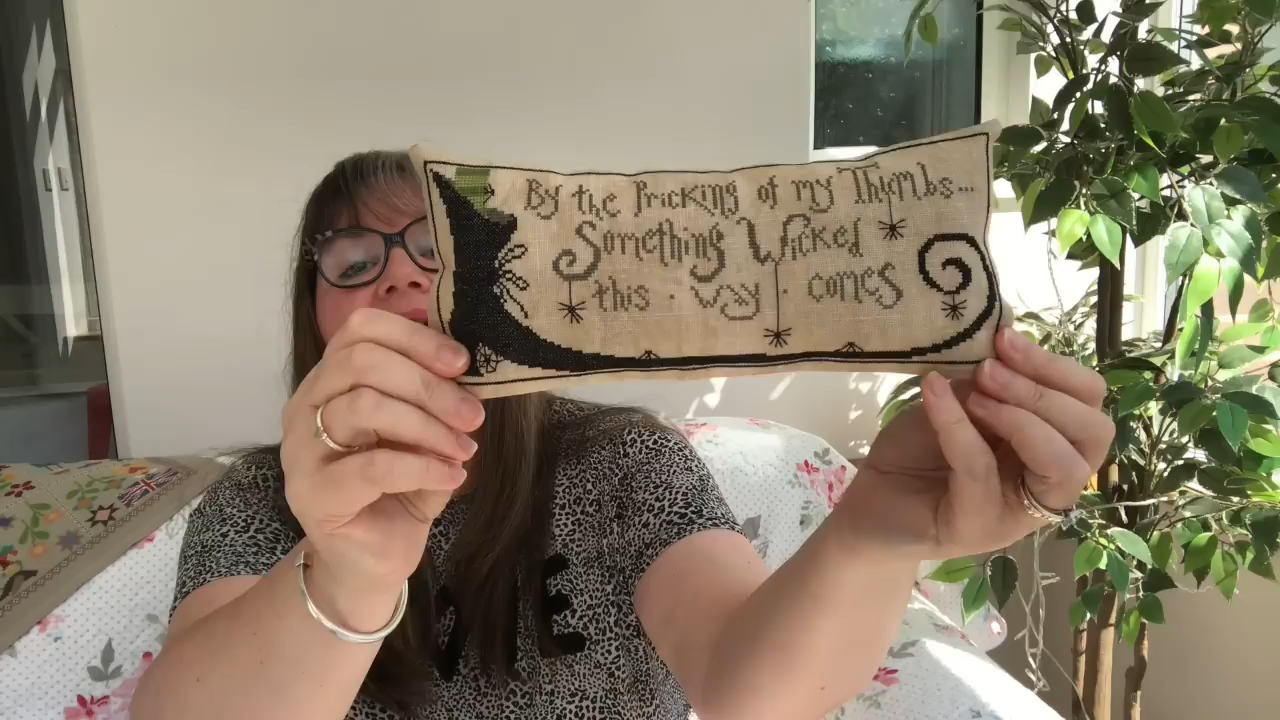 By the Pricking of my Thumbs...
Something Wicked
this · way · comes